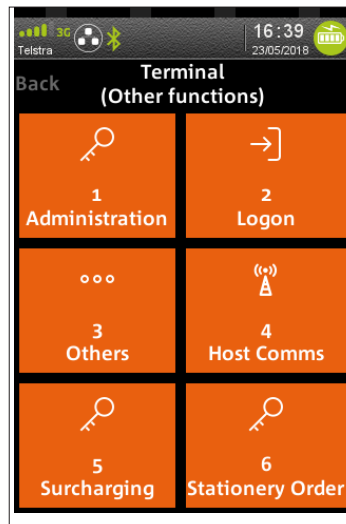 3G
16:39
Telstra
23/05/2018
Back
Terminal
(Other functions)
1
Administration
2
Logon
3
Others
4
Host Comms
5
Surcharging
6
Stationery Order